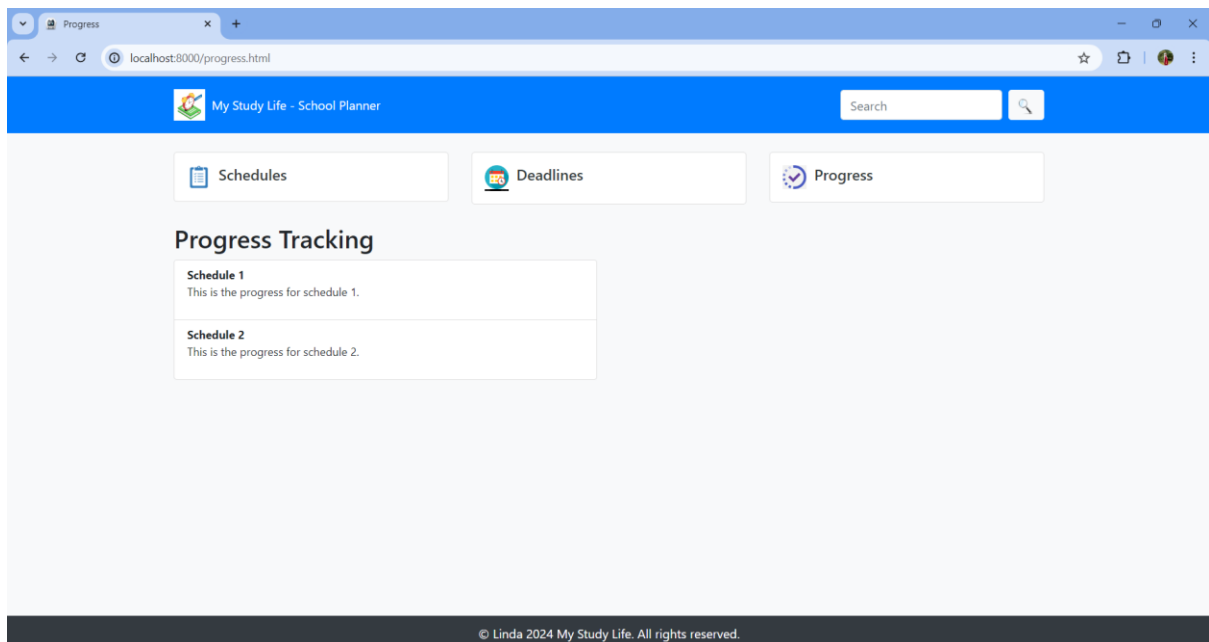 Progress
localhost:8000/progress.html
My Study Life - School Planner
Search
Schedules
Deadlines
Progress
Progress Tracking
Schedule 1
This is the progress for schedule 1.
Schedule 2
This is the progress for schedule 2.
© Linda 2024 My Study Life. All rights reserved.